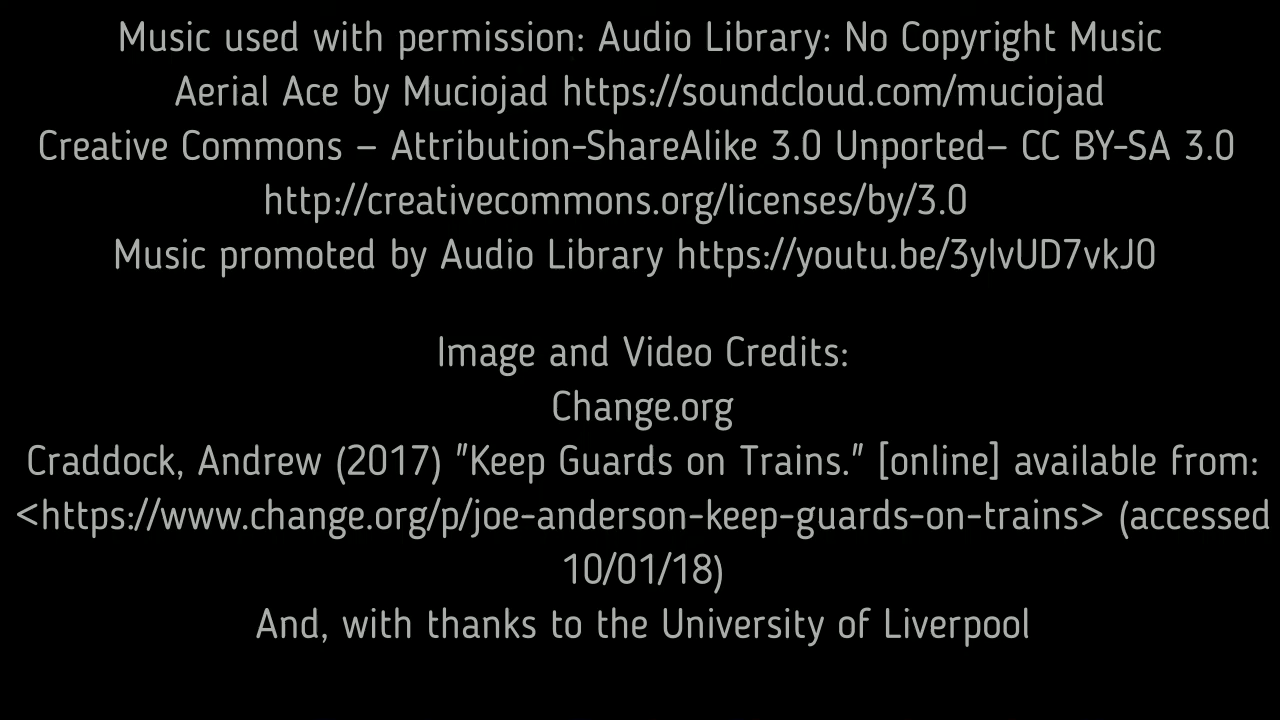 Music used with permission: Audio Library: No Copyright Music
Aerial Ace by Muciojad https://soundcloud.com/muciojad
Creative Commons – Attribution-ShareAlike 3.0 Unported– CC BY-SA 3.0
http://creativecommons.org/licenses/by/3.0
Music promoted by Audio Library https://youtu.be/3ylvUD7vkJ0
Image and Video Credits:
Change.org
Craddock, Andrew (2017) "Keep Guards on Trains." [online] available from:
<https://www.change.org/p/joe-anderson-keep-guards-on-trains> (accessed
10/01/18)
And, with thanks to the University of Liverpool